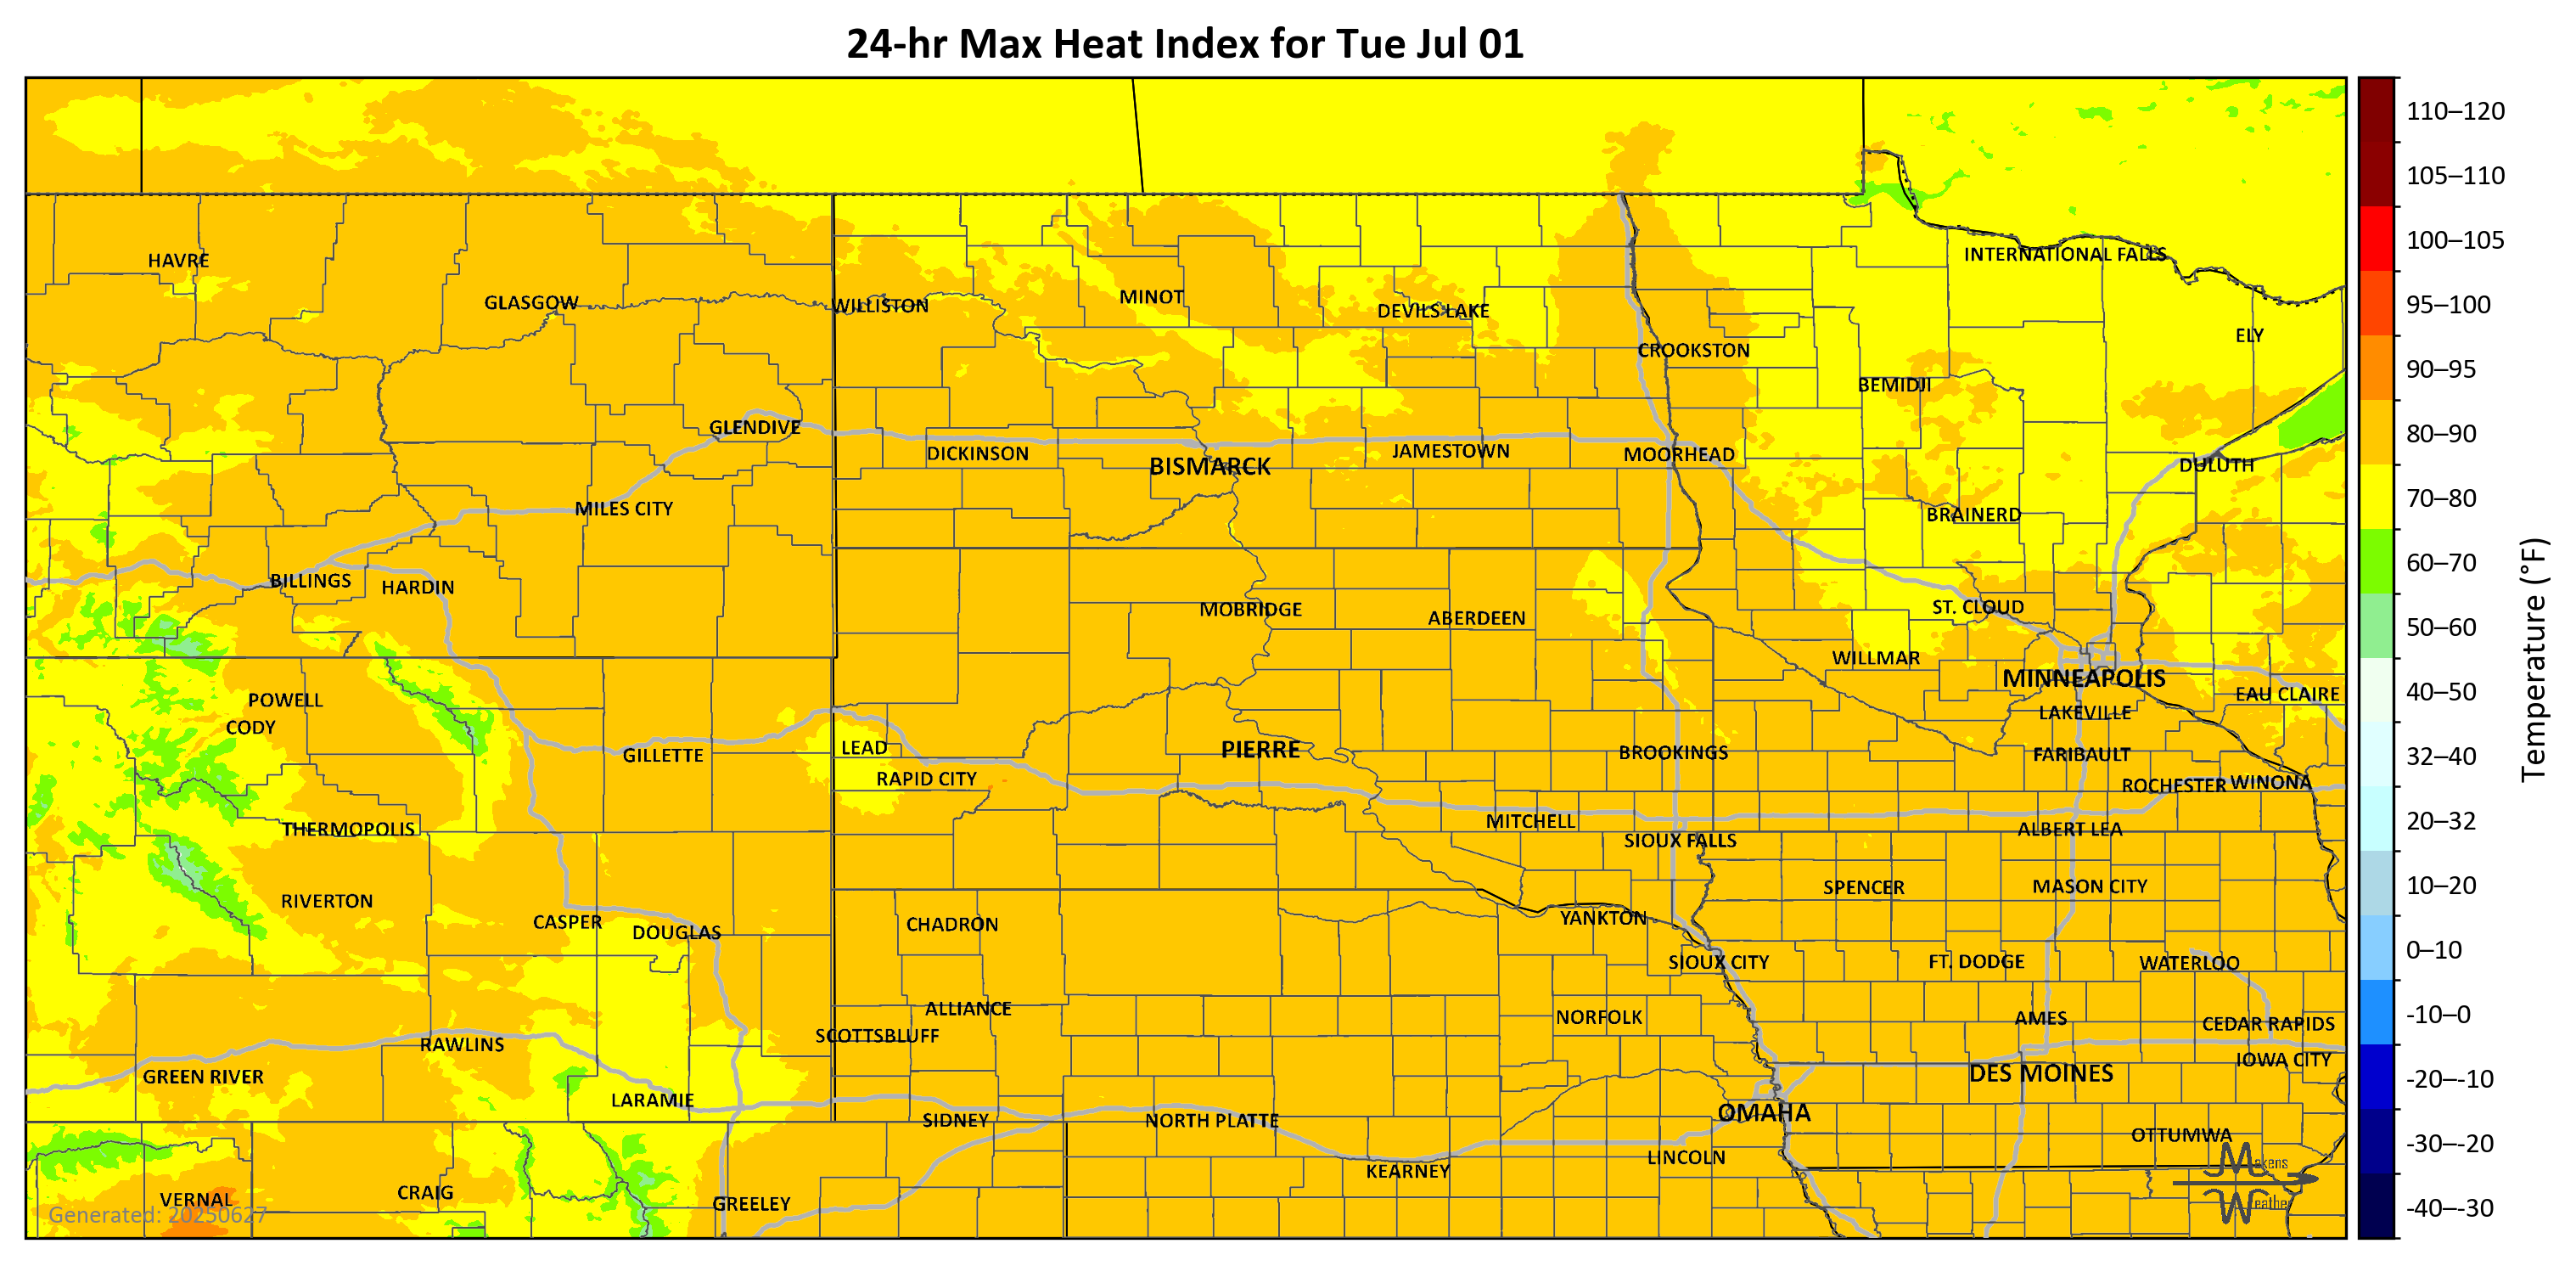 24-hr Max Heat Index for Tue Jul 01
110–120
105–110
100–105
95–100
90–95
80–90
70–80
60–70
50–60
40–50
32–40
20–32
10–20
0–10
-10–0
-20–-10
-30–-20
-40–-30
Temperature (°F)
HAVRE
INTERNATIONAL FALLS
GLASGOW
WILLISTON
MINOT
DEVILS LAKE
ELY
CROOKSTON
BEMIDJI
GLENDIVE
DICKINSON
BISMARCK
JAMESTOWN
MOORHEAD
DULUTH
MILES CITY
BRAINERD
BILLINGS
HARDIN
MOBRIDGE
ABERDEEN
ST. CLOUD
WILLMAR
MINNEAPOLIS
POWELL
EAU CLAIRE
CODY
LAKEVILLE
GILLETTE
LEAD
PIERRE
BROOKINGS
FARIBAULT
RAPID CITY
ROCHESTER
WINONA
THERMOPOLIS
MITCHELL
SIOUX FALLS
ALBERT LEA
RIVERTON
SPENCER
MASON CITY
CASPER
DOUGLAS
CHADRON
YANKTON
SIOUX CITY
FT. DODGE
WATERLOO
ALLIANCE
NORFOLK
AMES
CEDAR RAPIDS
SCOTTSBLUFF
RAWLINS
IOWA CITY
GREEN RIVER
DES MOINES
LARAMIE
SIDNEY
NORTH PLATTE
OMAHA
OTTUMWA
LINCOLN
KEARNEY
Makens
Weather
VERNAL
CRAIG
GREELEY
Generated: 20250627